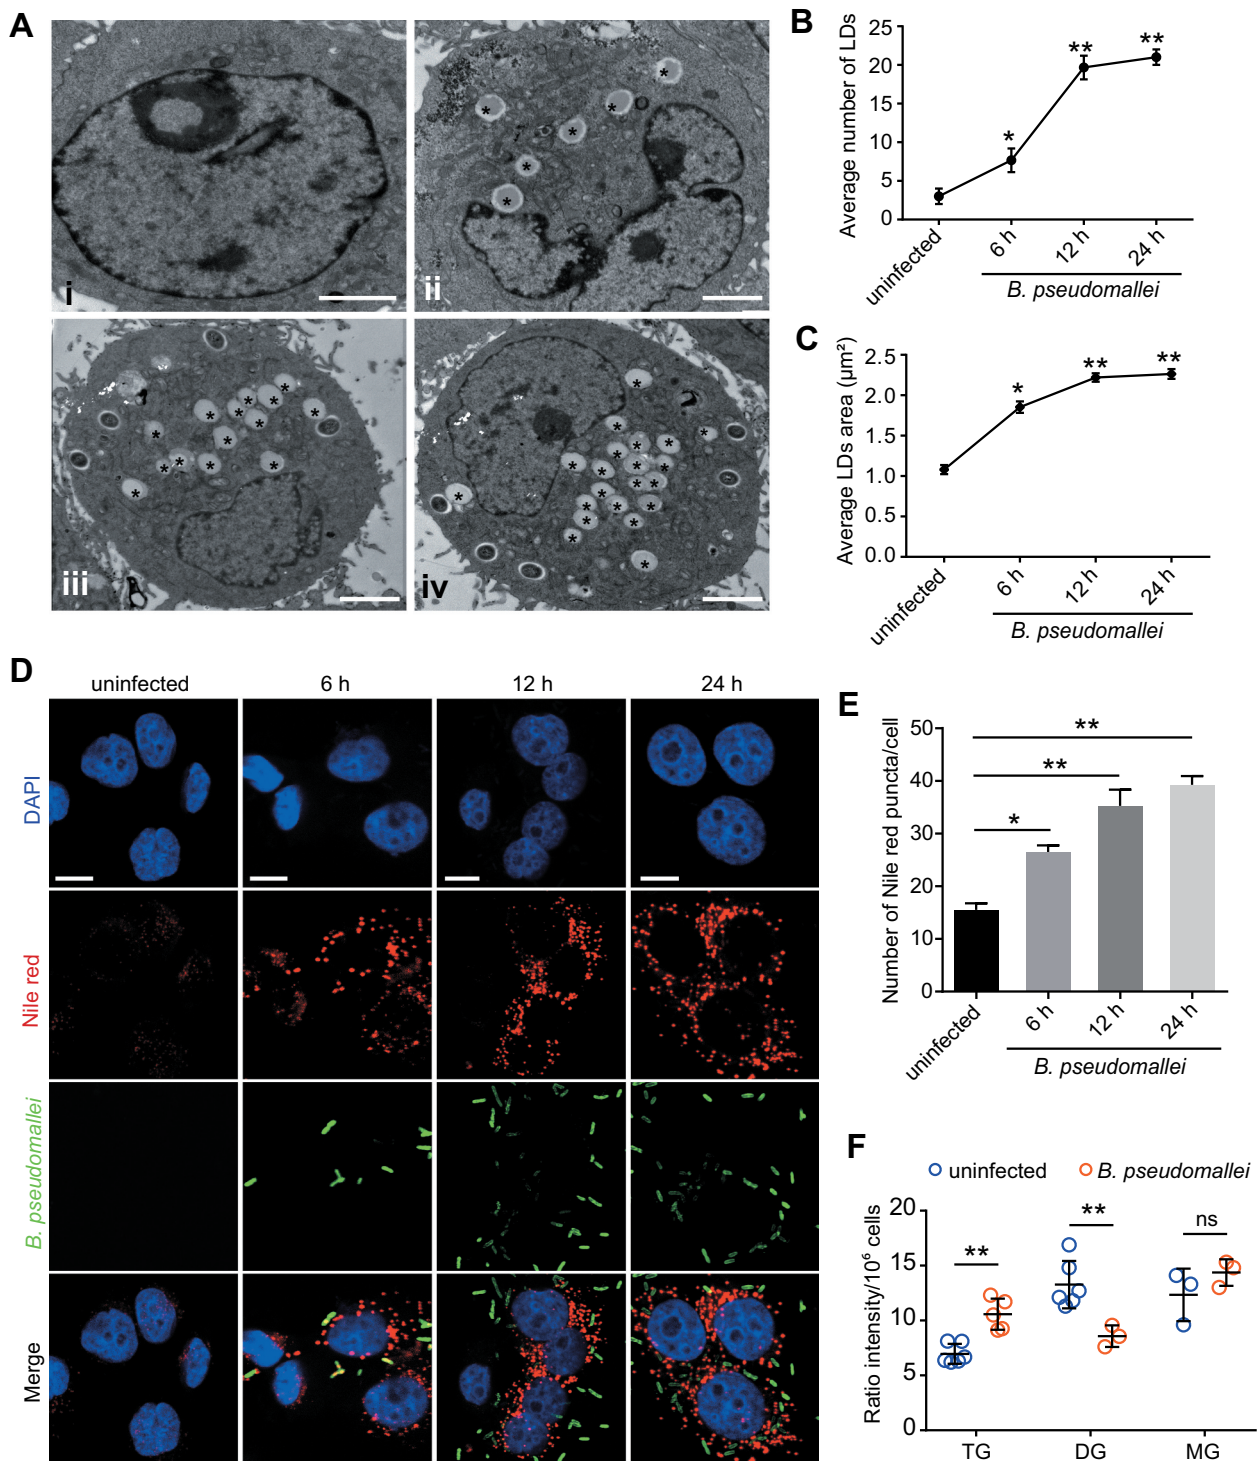 A
i
ii
iii
iv
B
Average number of LDs
25
20
15
10
5
0
*
**
**
uninfected
6 h
12 h
24 h
B. pseudomallei
C
Average LDs area (µm²)
2.5
2.0
1.5
1.0
0.5
0.0
*
**
**
uninfected
6 h
12 h
24 h
B. pseudomallei
D
uninfected
6 h
12 h
24 h
DAPI
Nile red
B. pseudomallei
Merge
E
Number of Nile red puncta/cell
50
40
30
20
10
0
*
**
**
uninfected
6 h
12 h
24 h
B. pseudomallei
F
uninfected
B. pseudomallei
Ratio intensity/10⁶ cells
20
15
10
5
0
**
**
ns
TG
DG
MG